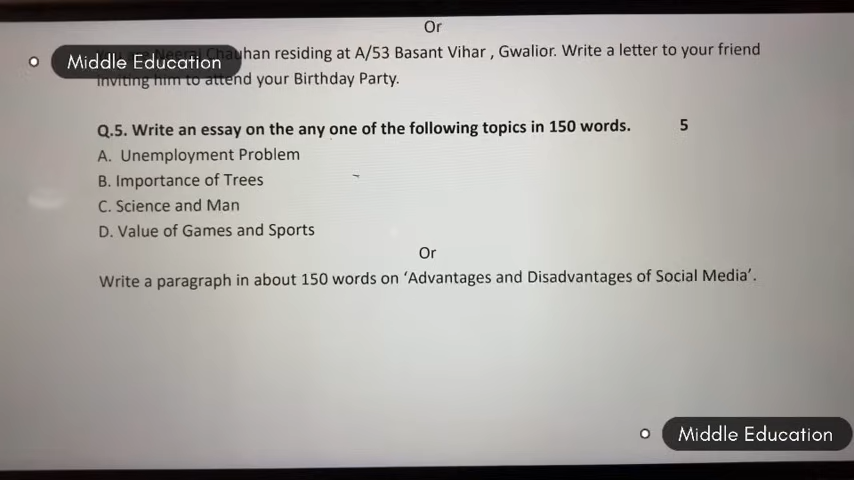 Or
Chauhan residing at A/53 Basant Vihar , Gwalior. Write a letter to your friend
Middle Education
inviting him to attend your Birthday Party.
Q.5. Write an essay on the any one of the following topics in 150 words. 5
A. Unemployment Problem
B. Importance of Trees
C. Science and Man
D. Value of Games and Sports
Or
Write a paragraph in about 150 words on ‘Advantages and Disadvantages of Social Media’.
Middle Education